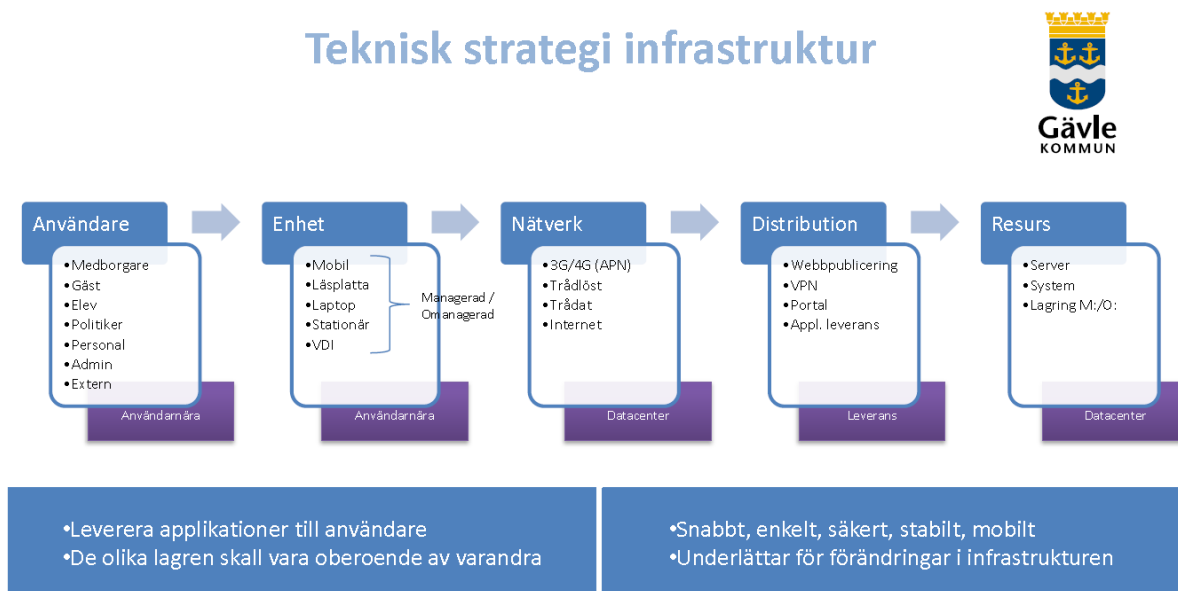 Teknisk strategi infrastruktur
Gävle
KOMMUN
Användare
•Medborgare
•Gäst
•Elev
•Politiker
•Personal
•Admin
•Extern
Användarnära
Enhet
•Mobil
•Läsplatta
•Laptop
•Stationär
•VDI
Managerad /
Omanagerad
Användarnära
Nätverk
•3G/4G (APN)
•Trådlöst
•Trådat
•Internet
Datacenter
Distribution
•Webbpublicering
•VPN
•Portal
•Appl. leverans
Leverans
Resurs
•Server
•System
•Lagring M:/O:
Datacenter
•Leverera applikationer till användare
•De olika lagren skall vara oberoende av varandra
•Snabbt, enkelt, säkert, stabilt, mobilt
•Underlättar för förändringar i infrastrukturen